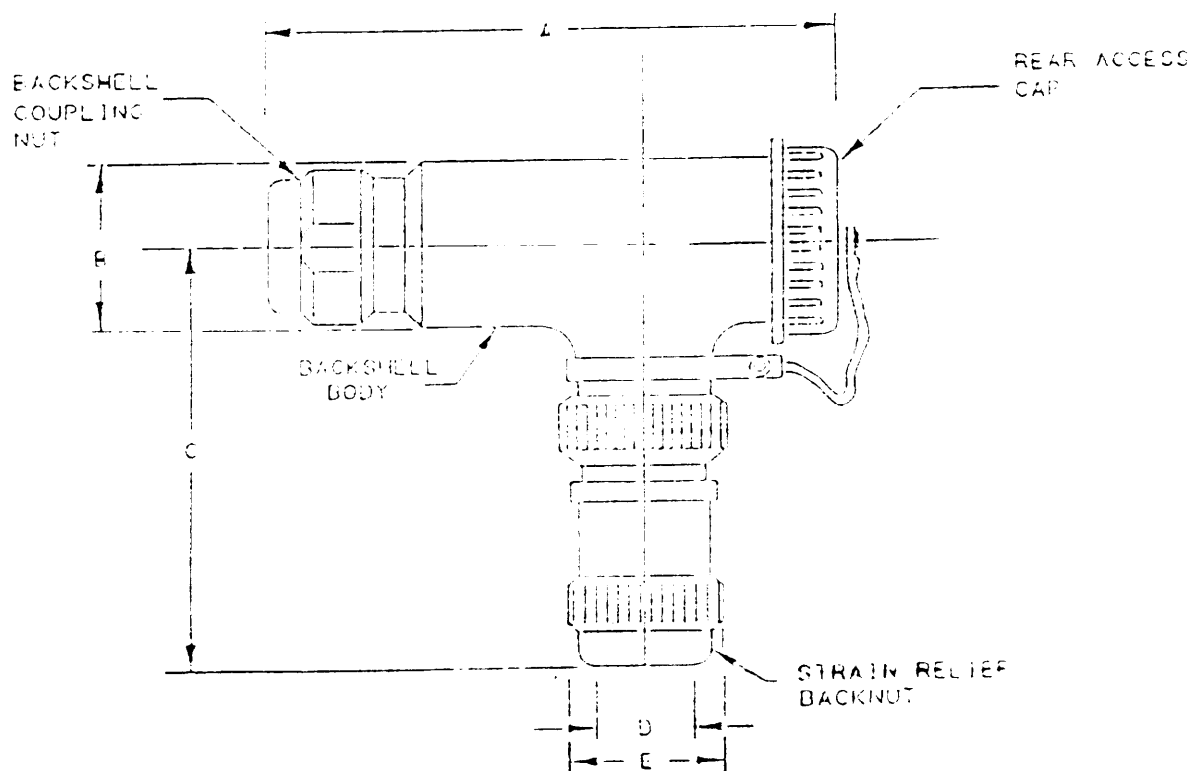 A
BACKSHELL
COUPLING
NUT
REAR ACCESS
CAP
B
BACKSHELL
BODY
C
STRAIN RELIEF
BACKNUT
D
E